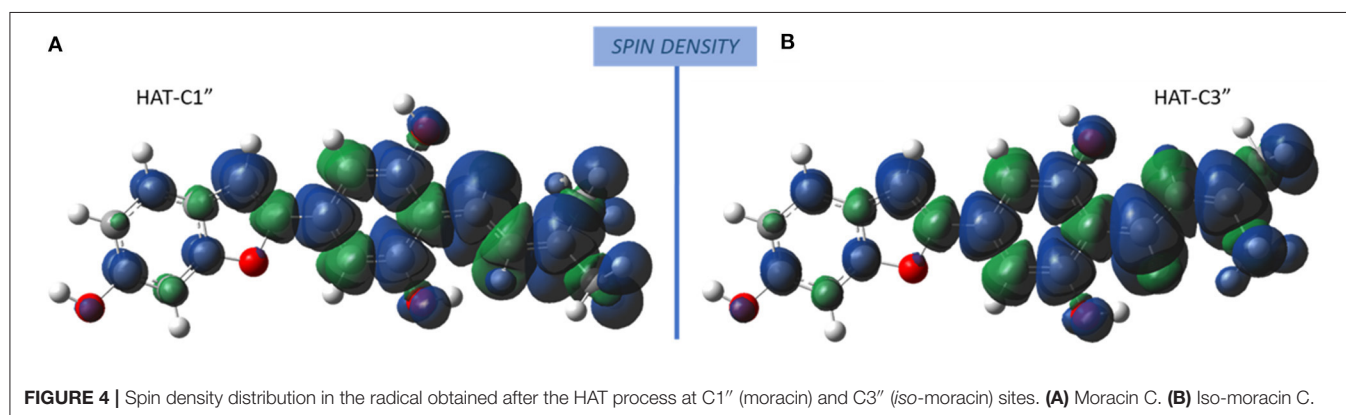 A
SPIN DENSITY
B
HAT-C1″
HAT-C3″
FIGURE 4 | Spin density distribution in the radical obtained after the HAT process at C1″ (moracin) and C3″ (iso-moracin) sites. (A) Moracin C. (B) Iso-moracin C.